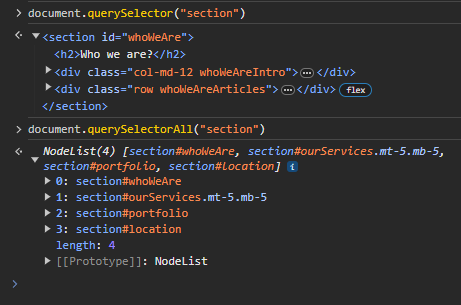 > document.querySelector("section")
<· ▼<section id="whoWeAre">
<h2>Who we are?</h2>
▶<div class="col-md-12 whoWeAreIntro">…</div>
▶<div class="row whoWeAreArticles">…</div> flex
</section>
> document.querySelectorAll("section")
<· NodeList(4) [section#whoWeAre, section#ourServices.mt-5.mb-5,
▼ section#portfolio, section#location] i
▶ 0: section#whoWeAre
▶ 1: section#ourServices.mt-5.mb-5
▶ 2: section#portfolio
▶ 3: section#location
length: 4
▶ [[Prototype]]: NodeList
>